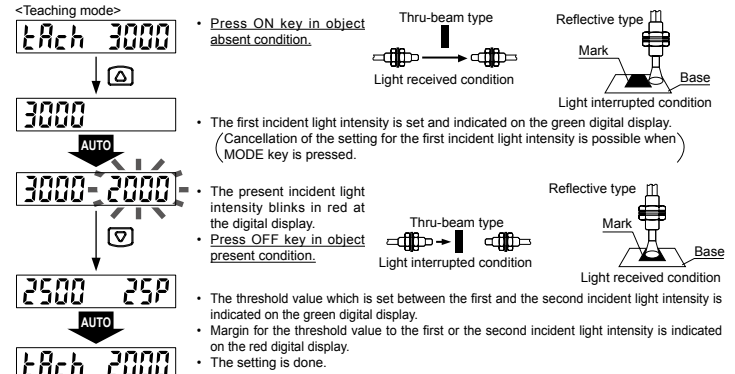 <Teaching mode>
tAch 3000
3000
AUTO
3000 2000
2500 25P
AUTO
tAch 2000
• Press ON key in object
absent condition.
Thru-beam type
Light received condition
Reflective type
Mark
Base
Light interrupted condition
• The first incident light intensity is set and indicated on the green digital display.
(Cancellation of the setting for the first incident light intensity is possible when
MODE key is pressed.)
• The present incident light
intensity blinks in red at
the digital display.
• Press OFF key in object
present condition.
Thru-beam type
Light interrupted condition
Reflective type
Mark
Base
Light received condition
• The threshold value which is set between the first and the second incident light intensity is
indicated on the green digital display.
• Margin for the threshold value to the first or the second incident light intensity is indicated
on the red digital display.
• The setting is done.